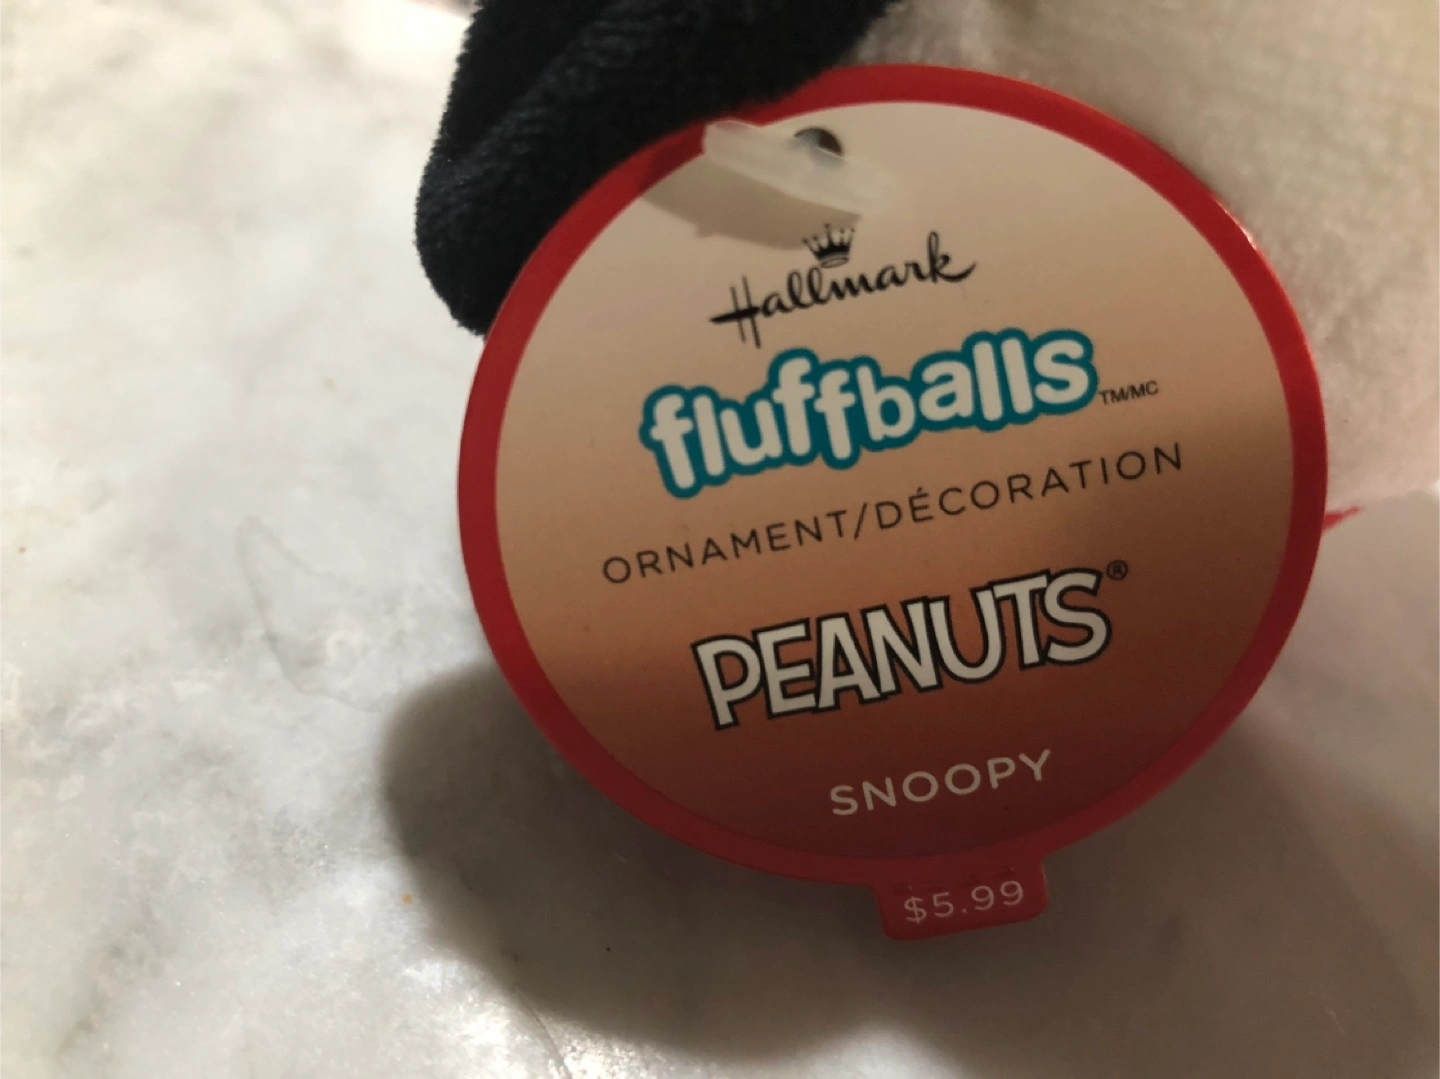 Hallmark
fluffballs TM/MC
ORNAMENT/DÉCORATION
PEANUTS®
SNOOPY
$5.99